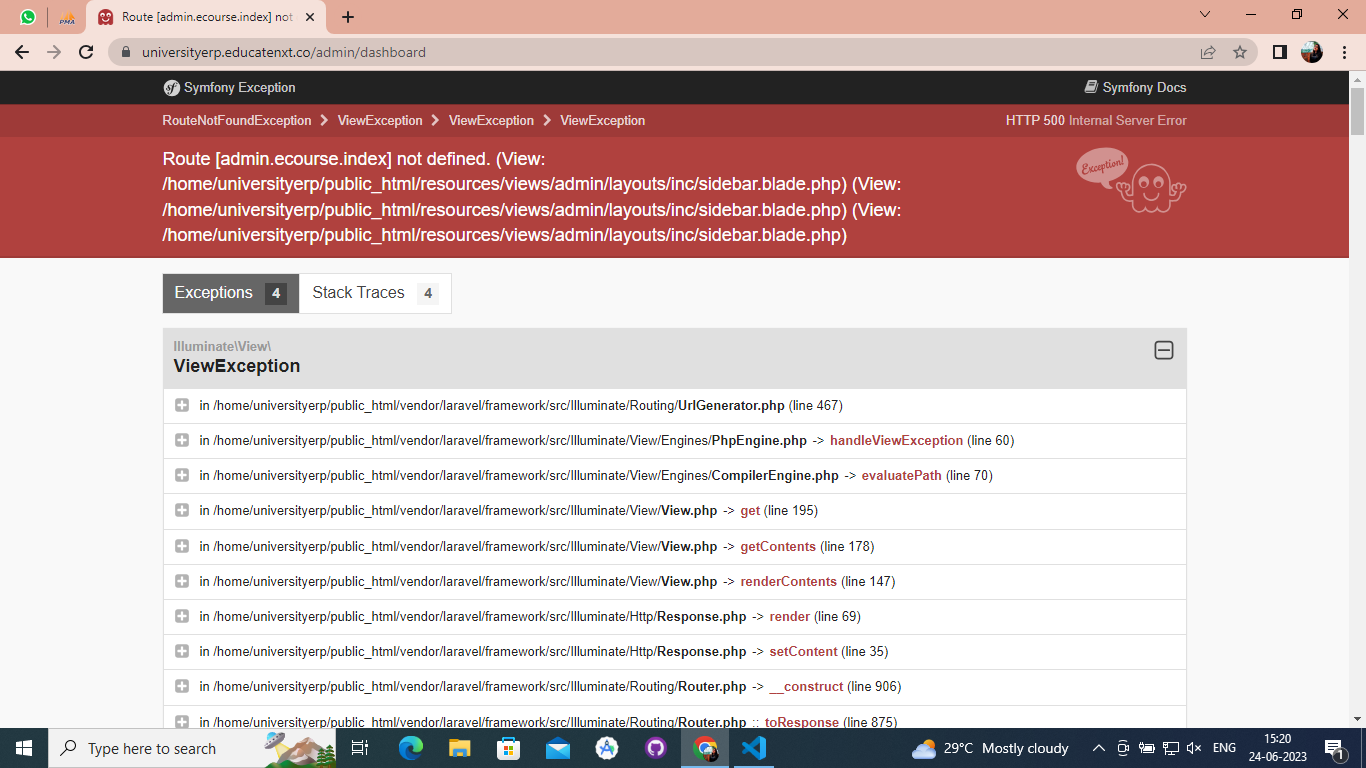 PMA
Route [admin.ecourse.index] not
universityerp.educatenxt.co/admin/dashboard
sf Symfony Exception
Symfony Docs
RouteNotFoundException > ViewException > ViewException > ViewException
HTTP 500 Internal Server Error
Route [admin.ecourse.index] not defined. (View:
/home/universityerp/public_html/resources/views/admin/layouts/inc/sidebar.blade.php) (View:
/home/universityerp/public_html/resources/views/admin/layouts/inc/sidebar.blade.php) (View:
/home/universityerp/public_html/resources/views/admin/layouts/inc/sidebar.blade.php)
Exception!
Exceptions 4
Stack Traces 4
Illuminate\View\
ViewException
in /home/universityerp/public_html/vendor/laravel/framework/src/Illuminate/Routing/UrlGenerator.php (line 467)
in /home/universityerp/public_html/vendor/laravel/framework/src/Illuminate/View/Engines/PhpEngine.php -> handleViewException (line 60)
in /home/universityerp/public_html/vendor/laravel/framework/src/Illuminate/View/Engines/CompilerEngine.php -> evaluatePath (line 70)
in /home/universityerp/public_html/vendor/laravel/framework/src/Illuminate/View/View.php -> get (line 195)
in /home/universityerp/public_html/vendor/laravel/framework/src/Illuminate/View/View.php -> getContents (line 178)
in /home/universityerp/public_html/vendor/laravel/framework/src/Illuminate/View/View.php -> renderContents (line 147)
in /home/universityerp/public_html/vendor/laravel/framework/src/Illuminate/Http/Response.php -> render (line 69)
in /home/universityerp/public_html/vendor/laravel/framework/src/Illuminate/Http/Response.php -> setContent (line 35)
in /home/universityerp/public_html/vendor/laravel/framework/src/Illuminate/Routing/Router.php -> __construct (line 906)
in /home/universityerp/public_html/vendor/laravel/framework/src/Illuminate/Routing/Router.php :: toResponse (line 875)
Type here to search
29°C Mostly cloudy
ENG
15:20
24-06-2023
1